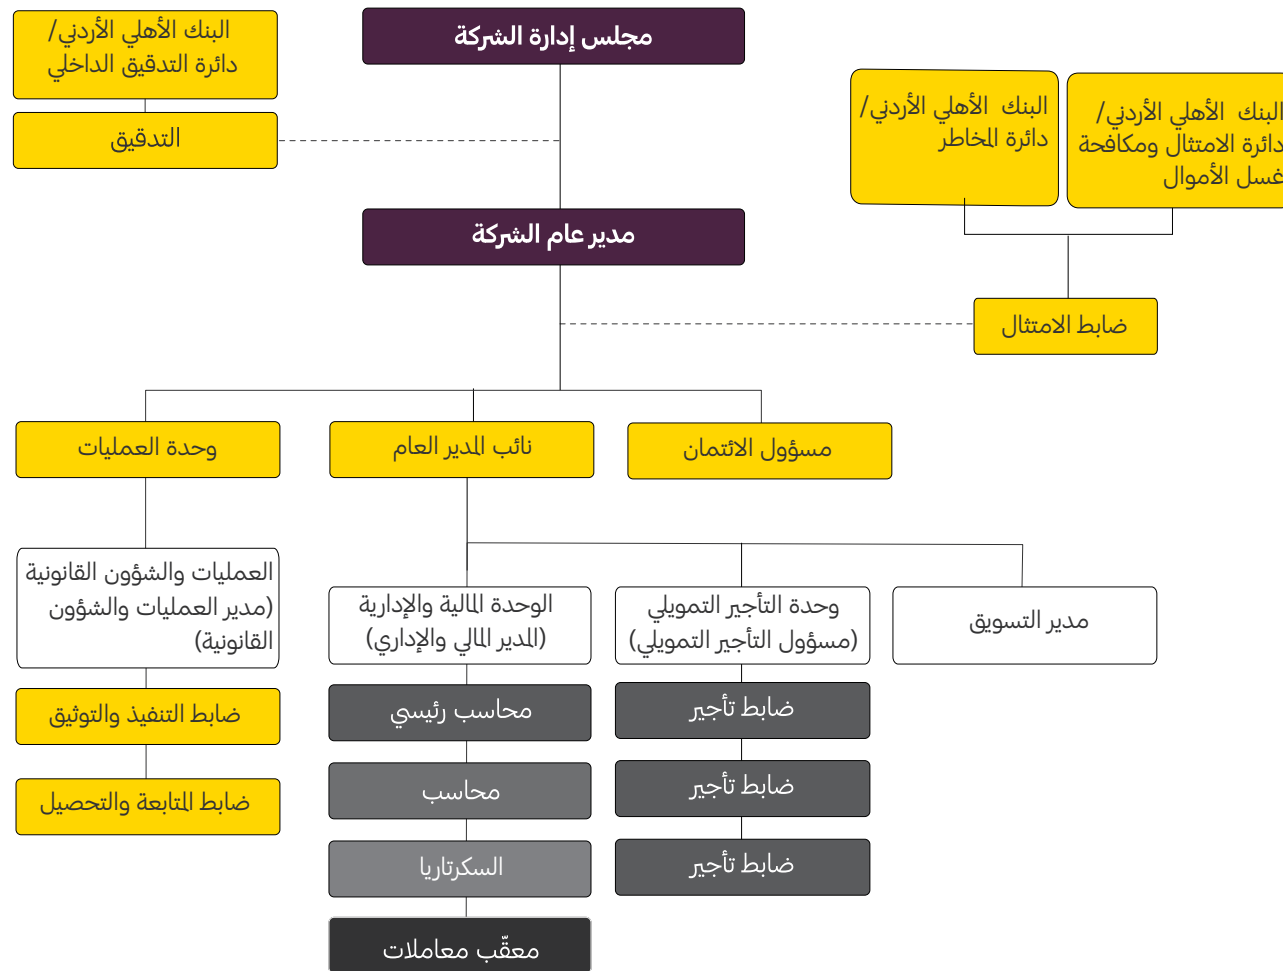 مجلس إدارة الشركة
البنك الأهلي الأردني/
دائرة التدقيق الداخلي
التدقيق
البنك الأهلي الأردني/
دائرة الامتثال ومكافحة
غسل الأموال
البنك الأهلي الأردني/
دائرة المخاطر
مدير عام الشركة
ضابط الامتثال
مسؤول الائتمان
نائب المدير العام
وحدة العمليات
مدير التسويق
وحدة التأجير التمويلي
(مسؤول التأجير التمويلي)
ضابط تأجير
ضابط تأجير
ضابط تأجير
الوحدة المالية والإدارية
(المدير المالي والإداري)
محاسب رئيسي
محاسب
السكرتاريا
معقّب معاملات
العمليات والشؤون القانونية
(مدير العمليات والشؤون
القانونية)
ضابط التنفيذ والتوثيق
ضابط المتابعة والتحصيل